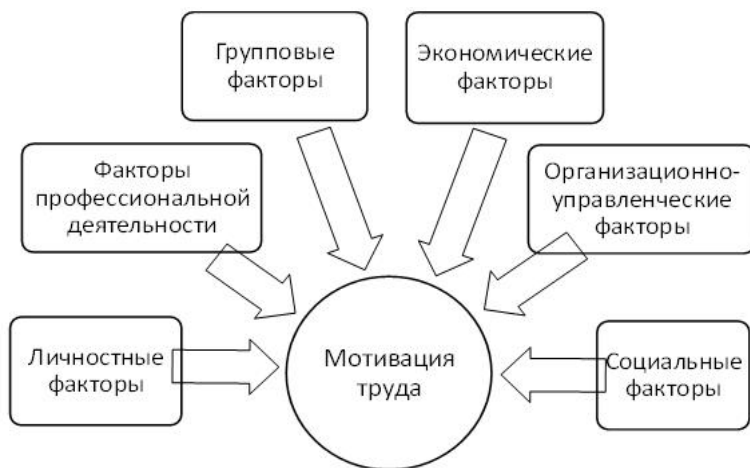 Групповые
факторы
Экономические
факторы
Факторы
профессиональной
деятельности
Организационно-
управленческие
факторы
Личностные
факторы
Мотивация
труда
Социальные
факторы